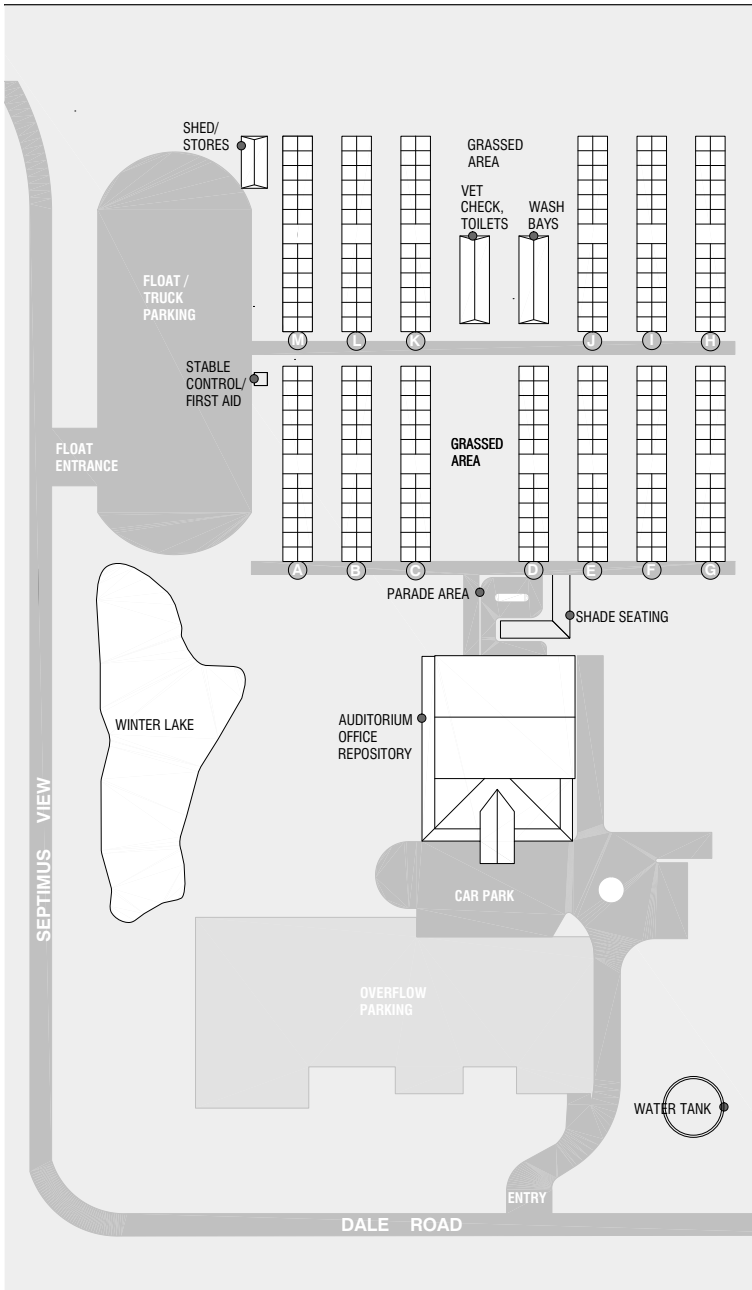 SHED/
STORES
GRASSED
AREA
VET
CHECK,
TOILETS
WASH
BAYS
FLOAT /
TRUCK
PARKING
M
L
K
J
I
H
STABLE
CONTROL/
FIRST AID
FLOAT
ENTRANCE
GRASSED
AREA
A
B
C
D
E
F
G
PARADE AREA
SHADE SEATING
WINTER LAKE
AUDITORIUM
OFFICE
REPOSITORY
SEPTIMUS VIEW
CAR PARK
OVERFLOW
PARKING
WATER TANK
ENTRY
DALE ROAD